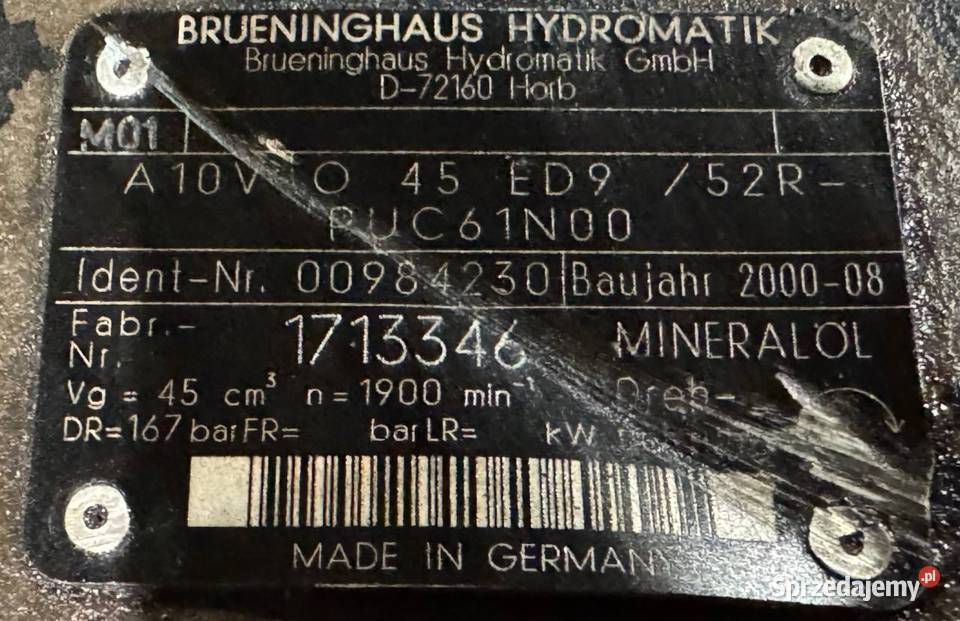 BRUENINGHAUS HYDROMATIK
Brueninghaus Hydromatik GmbH
D-72160 Horb
M01
A10V O 45 ED9 /52R-
PUC61N00
Ident-Nr. 00984230 Baujahr 2000-08
Fabr.-
Nr. 1713346 MINERALÖL
Vg = 45 cm³ n = 1900 min⁻¹ Dreh-
DR=167 bar FR= bar LR= kW
MADE IN GERMANY
Sprzedajemy.pl